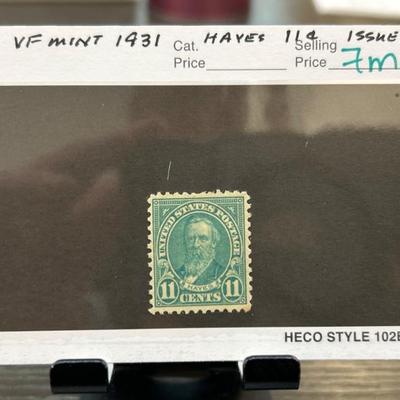 VF MINT 1931 Cat. HAYES 11¢ Selling ISSUE
Price Price 7m
UNITED STATES POSTAGE
HAYES
11 CENTS 11
HECO STYLE 102